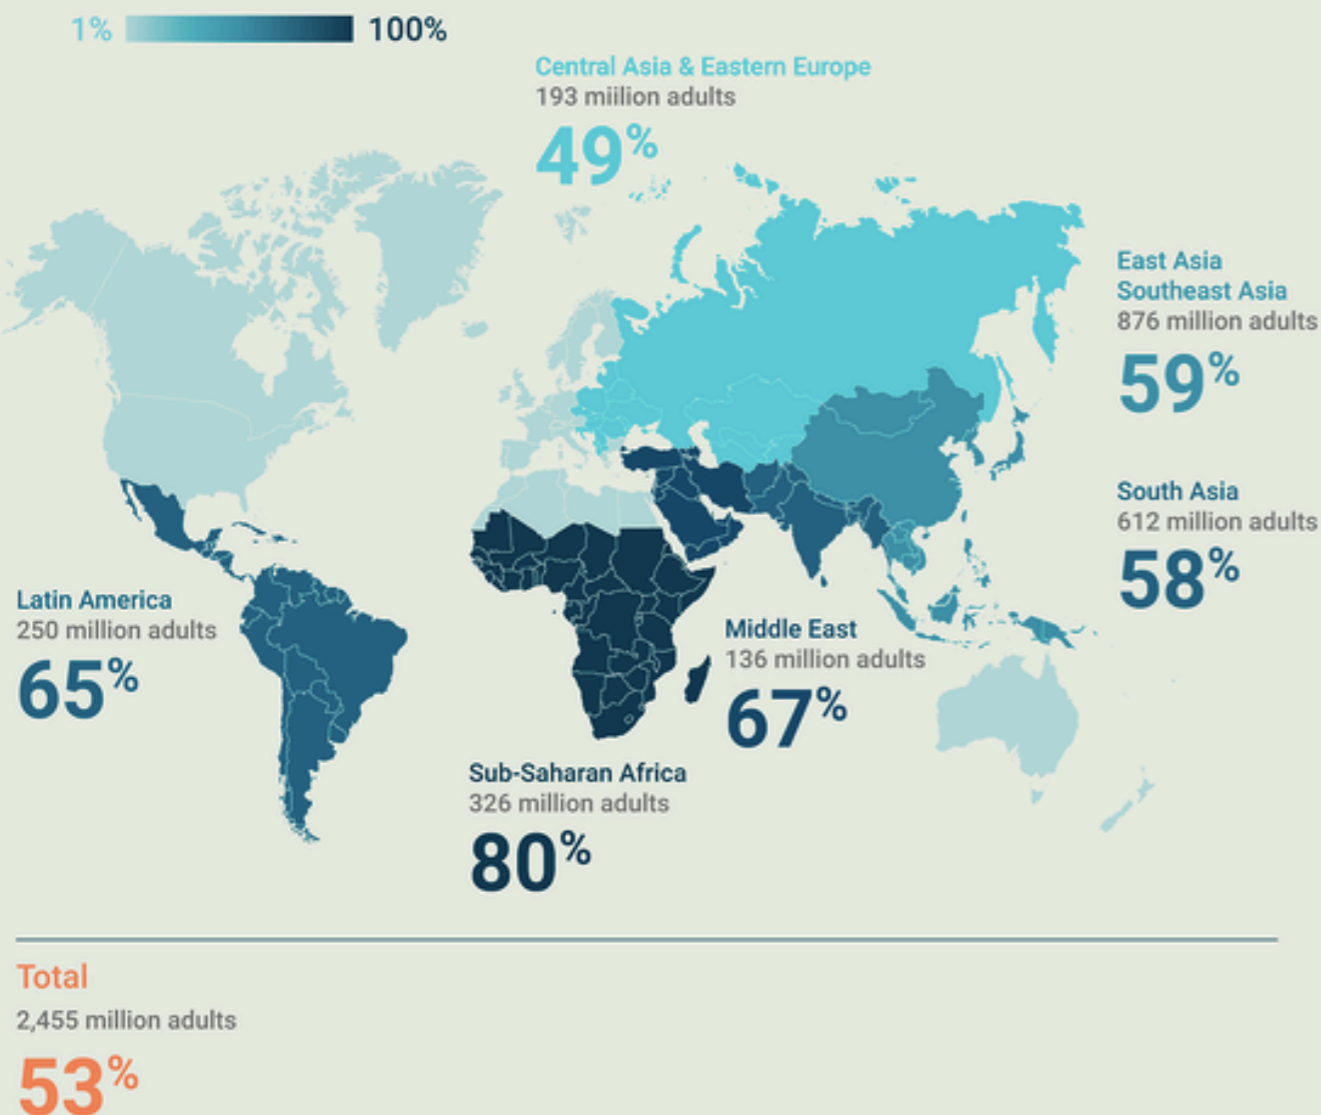 1% 100%
Central Asia & Eastern Europe
193 miilion adults
49%
East Asia
Southeast Asia
876 million adults
59%
South Asia
612 million adults
58%
Latin America
250 million adults
65%
Middle East
136 million adults
67%
Sub-Saharan Africa
326 million adults
80%
Total
2,455 million adults
53%